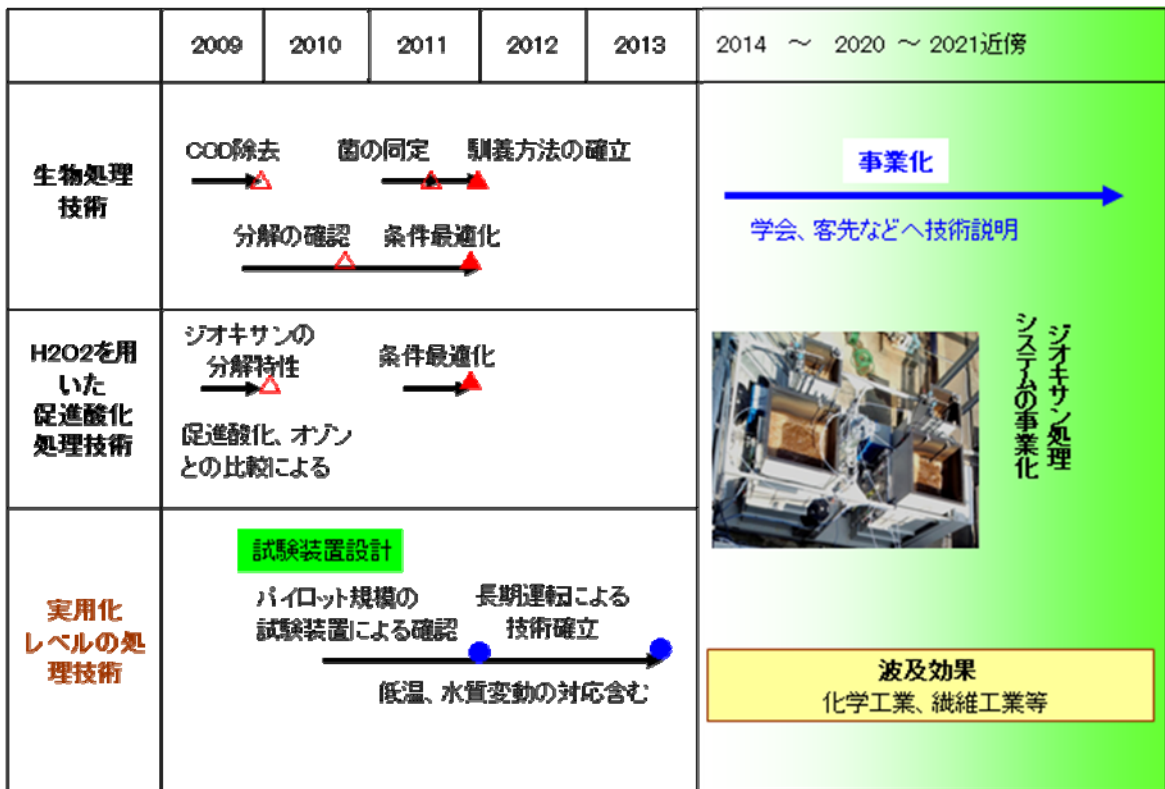 2009
2010
2011
2012
2013
2014 ～ 2020 ～ 2021近傍
生物処理
技術
COD除去
菌の同定
馴養方法の確立
分解の確認
条件最適化
事業化
学会、客先などへ技術説明
H2O2を用
いた
促進酸化
処理技術
ジオキサンの
分解特性
条件最適化
促進酸化、オゾン
との比較による
ジオキサン処理
システムの事業化
実用化
レベルの処
理技術
試験装置設計
パイロット規模の
試験装置による確認
長期運転による
技術確立
低温、水質変動の対応含む
波及効果
化学工業、繊維工業等